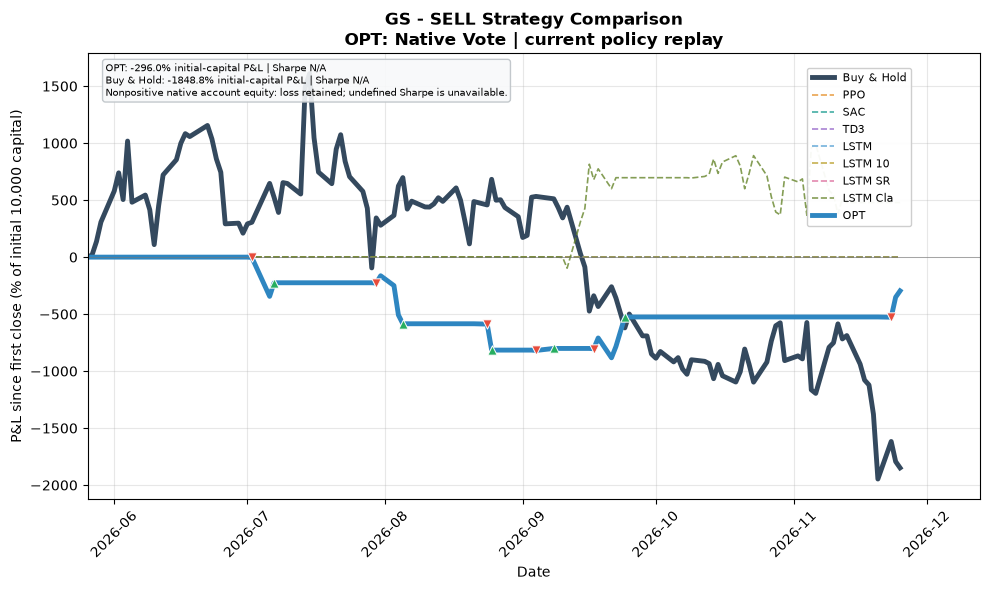 GS - SELL Strategy Comparison
OPT: Native Vote | current policy replay
OPT: -296.0% initial-capital P&L | Sharpe N/A
Buy & Hold: -1848.8% initial-capital P&L | Sharpe N/A
Nonpositive native account equity: loss retained; undefined Sharpe is unavailable.
Buy & Hold
PPO
SAC
TD3
LSTM
LSTM 10
LSTM SR
LSTM Cla
OPT
P&L since first close (% of initial 10,000 capital)
1500
1000
500
0
−500
−1000
−1500
−2000
2026-06
2026-07
2026-08
2026-09
2026-10
2026-11
2026-12
Date